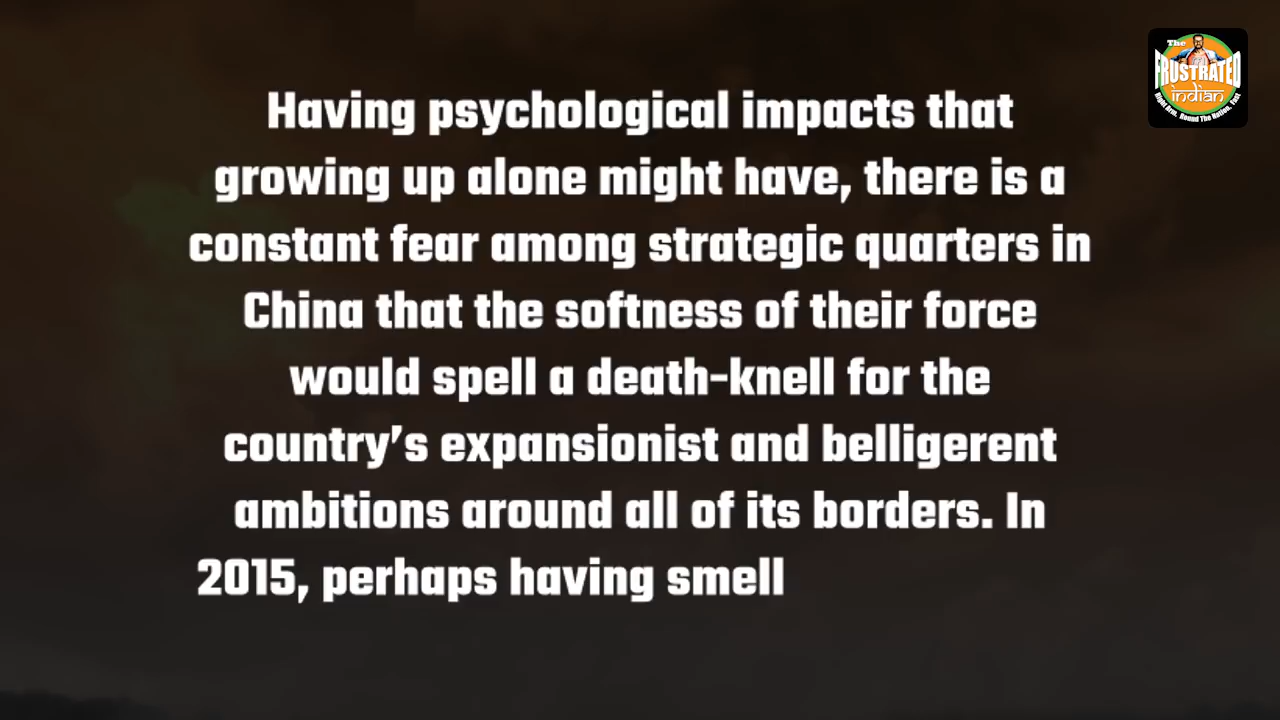 Having psychological impacts that
growing up alone might have, there is a
constant fear among strategic quarters in
China that the softness of their force
would spell a death-knell for the
country's expansionist and belligerent
ambitions around all of its borders. In
2015, perhaps having smell
The
FRUSTRATED
indian